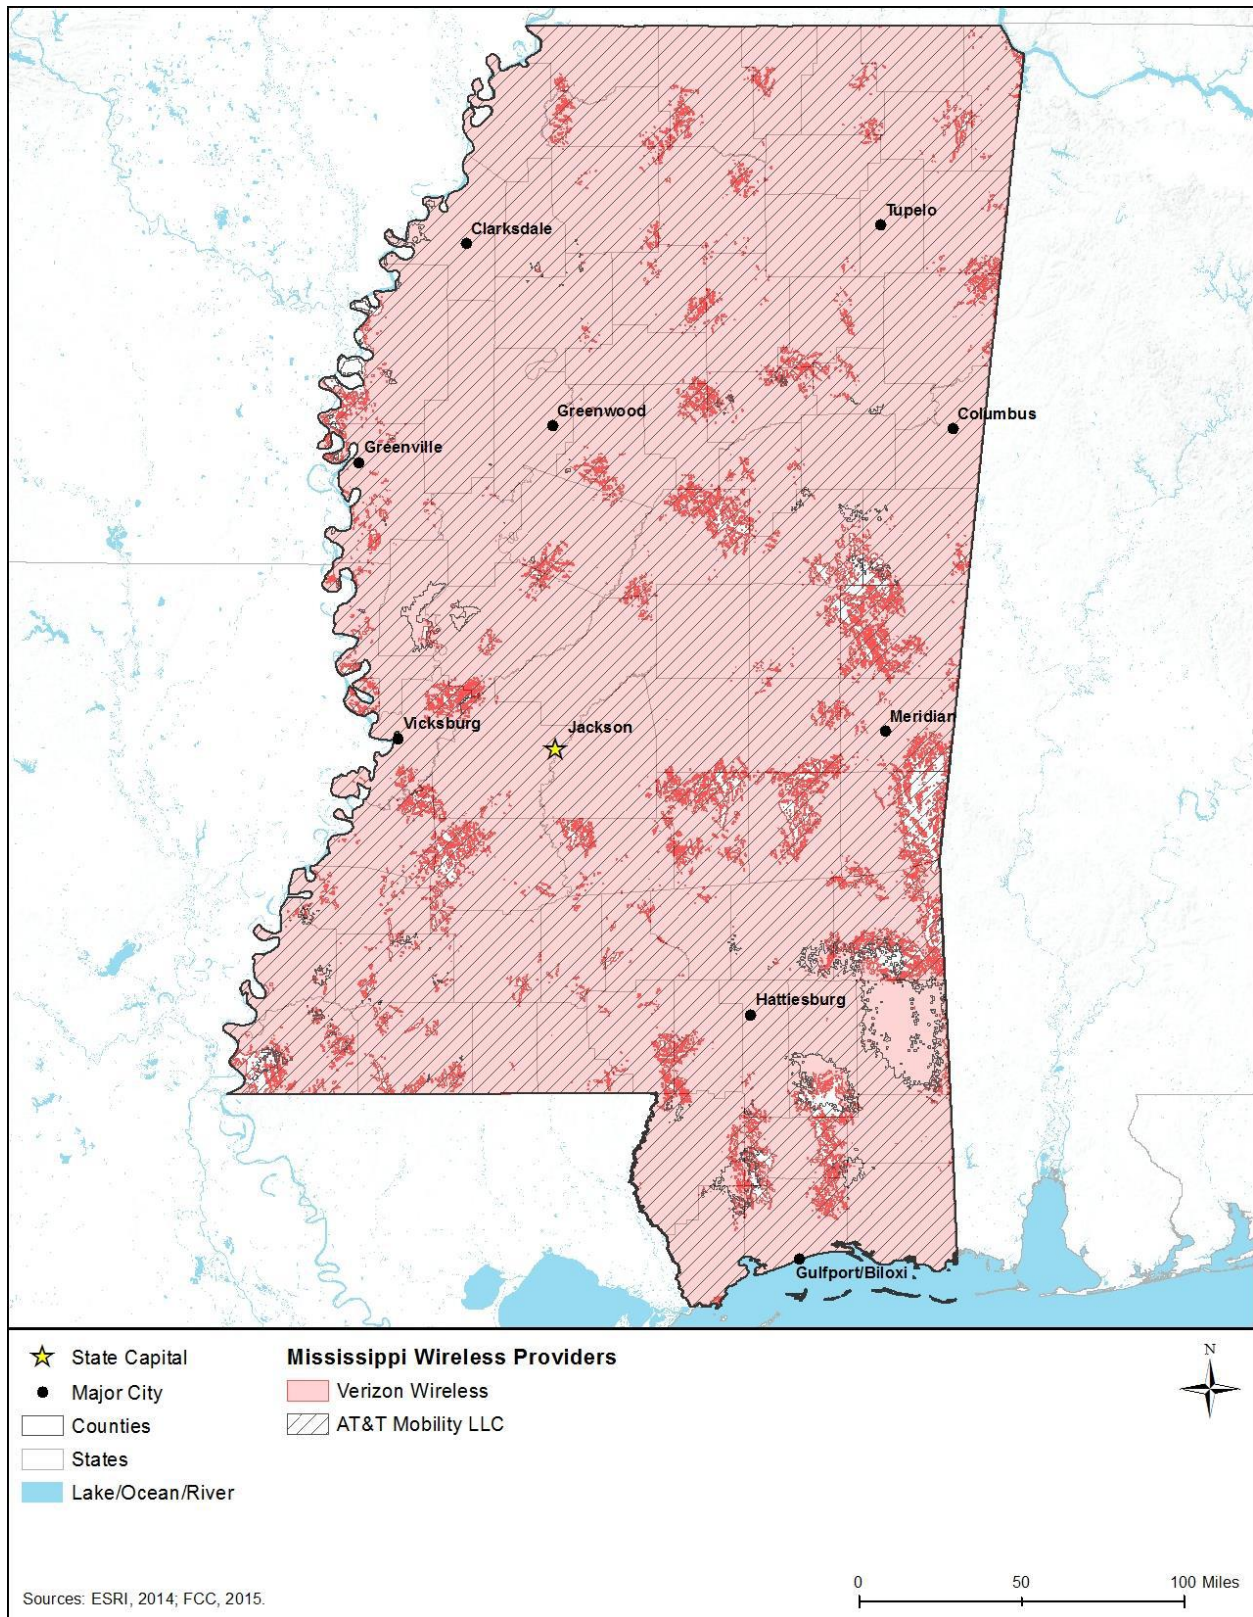 Tupelo
Clarksdale
Greenwood
Columbus
Greenville
Vicksburg
Jackson
Meridian
Hattiesburg
Gulfport/Biloxi
State Capital
Major City
Counties
States
Lake/Ocean/River
Mississippi Wireless Providers
Verizon Wireless
AT&T Mobility LLC
N
Sources: ESRI, 2014; FCC, 2015.
0 50 100 Miles